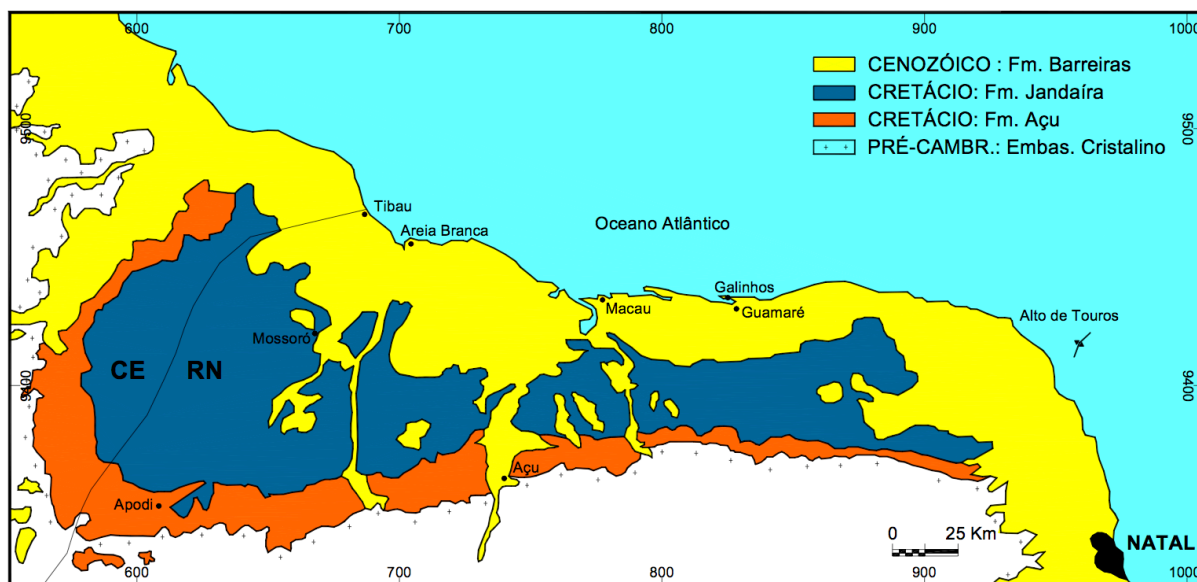 600 700 800 900 1000
CENOZÓICO : Fm. Barreiras
CRETÁCIO: Fm. Jandaíra
CRETÁCIO: Fm. Açu
PRÉ-CAMBR.: Embas. Cristalino
9500 9500
Tibau
Areia Branca
Oceano Atlântico
Galinhos
Macau
Guamaré
Alto de Touros
Mossoró
CE RN
9400 9400
Açu
Apodi
0 25 Km
NATAL
600 700 800 900 1000